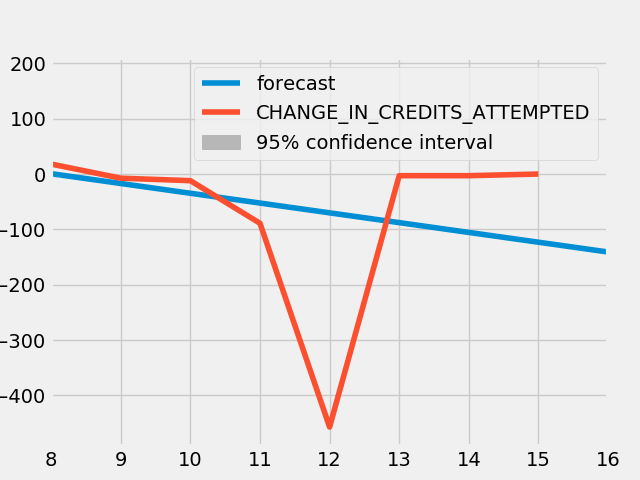 200
100
0
−100
−200
−300
−400
forecast
CHANGE_IN_CREDITS_ATTEMPTED
95% confidence interval
8 9 10 11 12 13 14 15 16